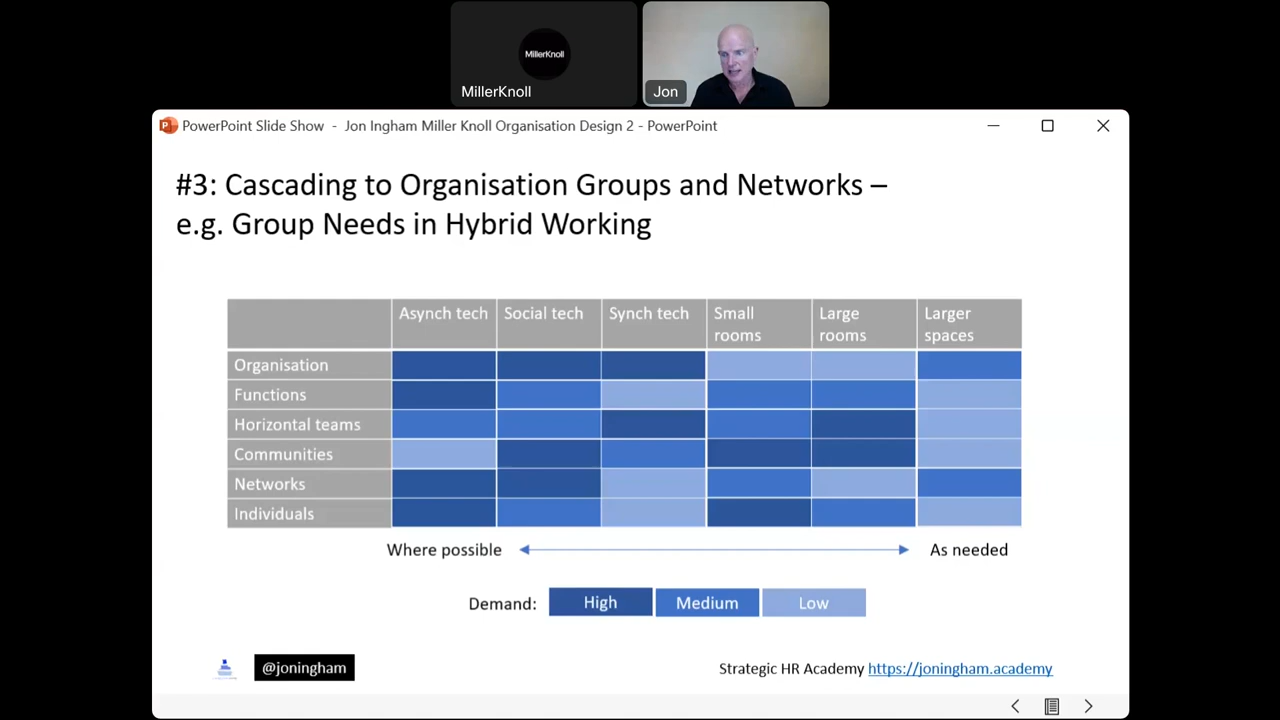 MillerKnoll
MillerKnoll
Jon
PowerPoint Slide Show - Jon Ingham Miller Knoll Organisation Design 2 - PowerPoint
#3: Cascading to Organisation Groups and Networks –
e.g. Group Needs in Hybrid Working
Asynch tech Social tech Synch tech Small rooms Large rooms Larger spaces
Organisation
Functions
Horizontal teams
Communities
Networks
Individuals
Where possible As needed
Demand: High Medium Low
@joningham
Strategic HR Academy https://joningham.academy